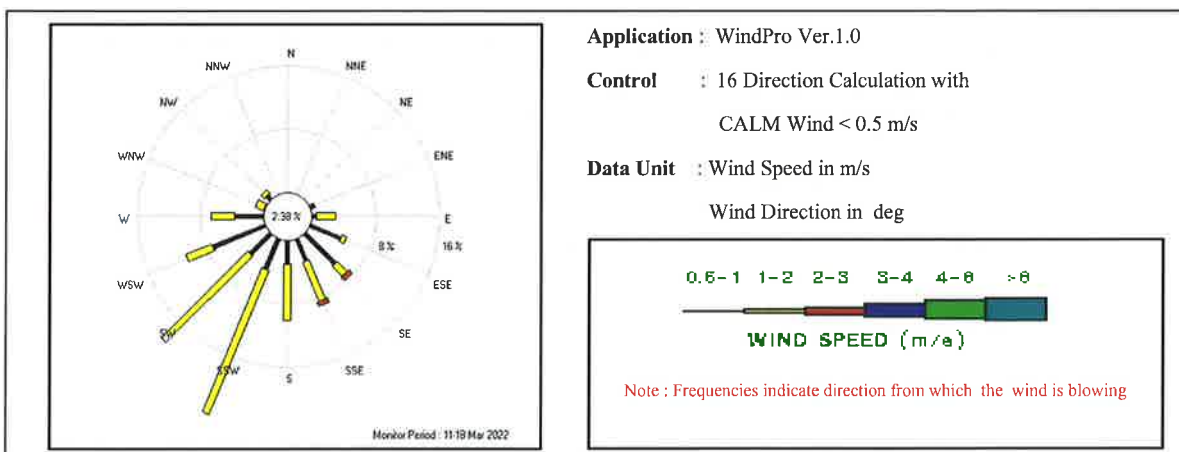 N
NNW
NNE
NW
NE
WNW
ENE
2.38 %
W
E
8 %
16 %
WSW
ESE
SW
SE
SSW
SSE
S
Monitor Period : 11-18 Mar 2022
Application : WindPro Ver.1.0
Control : 16 Direction Calculation with
CALM Wind < 0.5 m/s
Data Unit : Wind Speed in m/s
Wind Direction in deg
0.5-1 1-2 2-3 3-4 4-6 >6
WIND SPEED (m/s)
Note : Frequencies indicate direction from which the wind is blowing